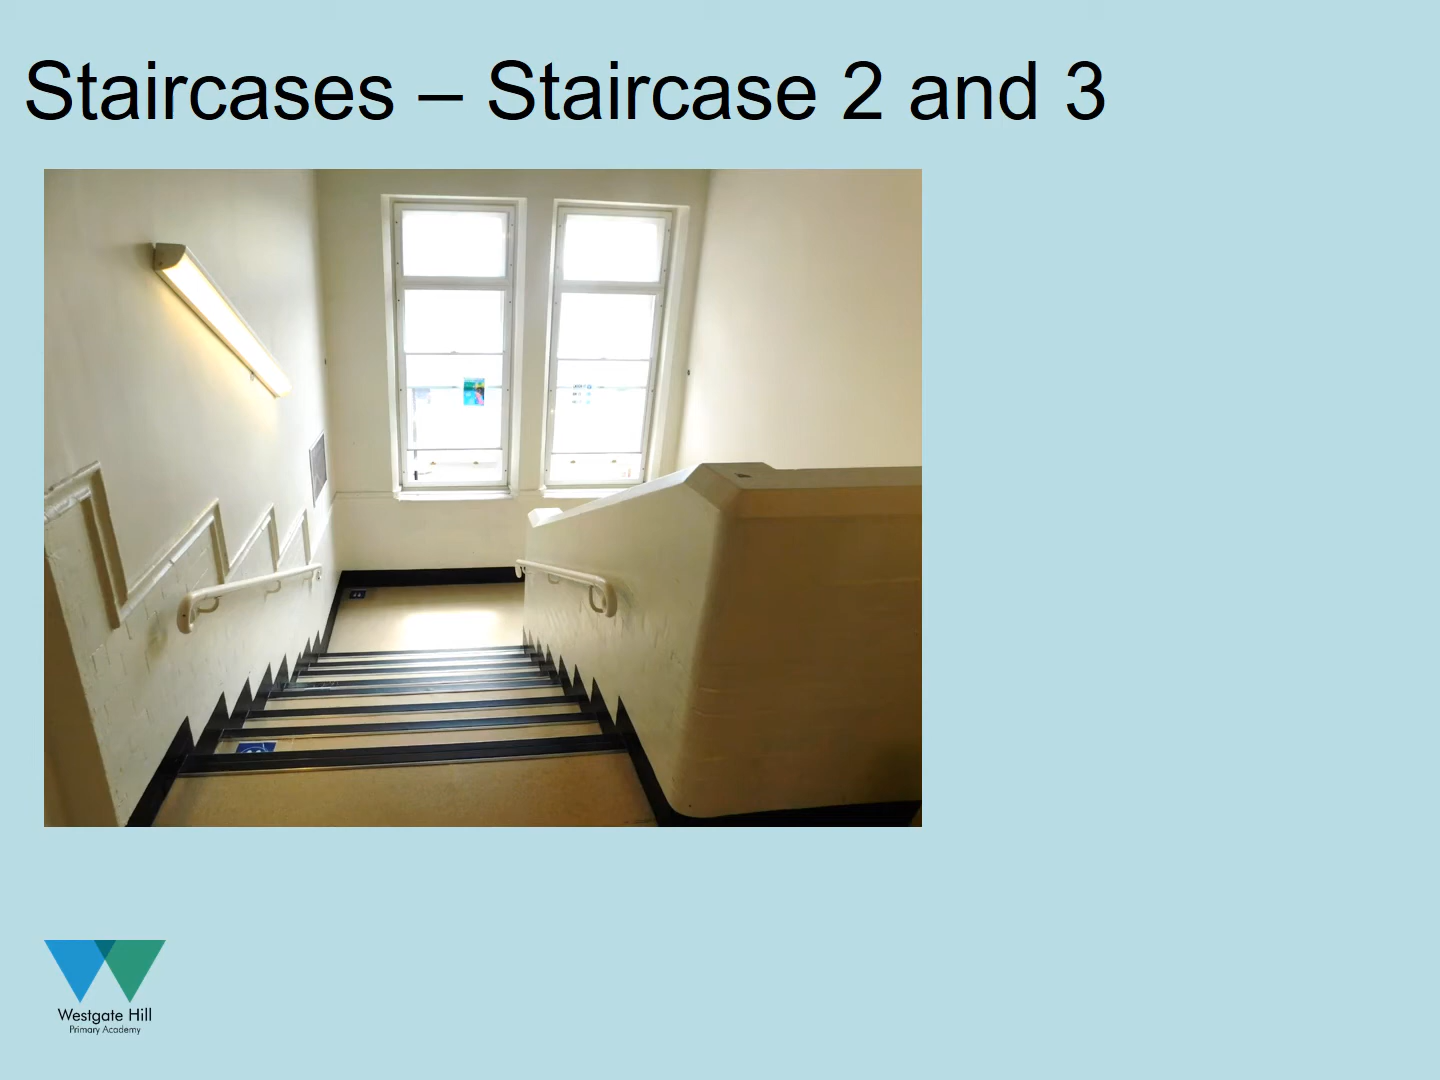 Staircases – Staircase 2 and 3
Westgate Hill
Primary Academy